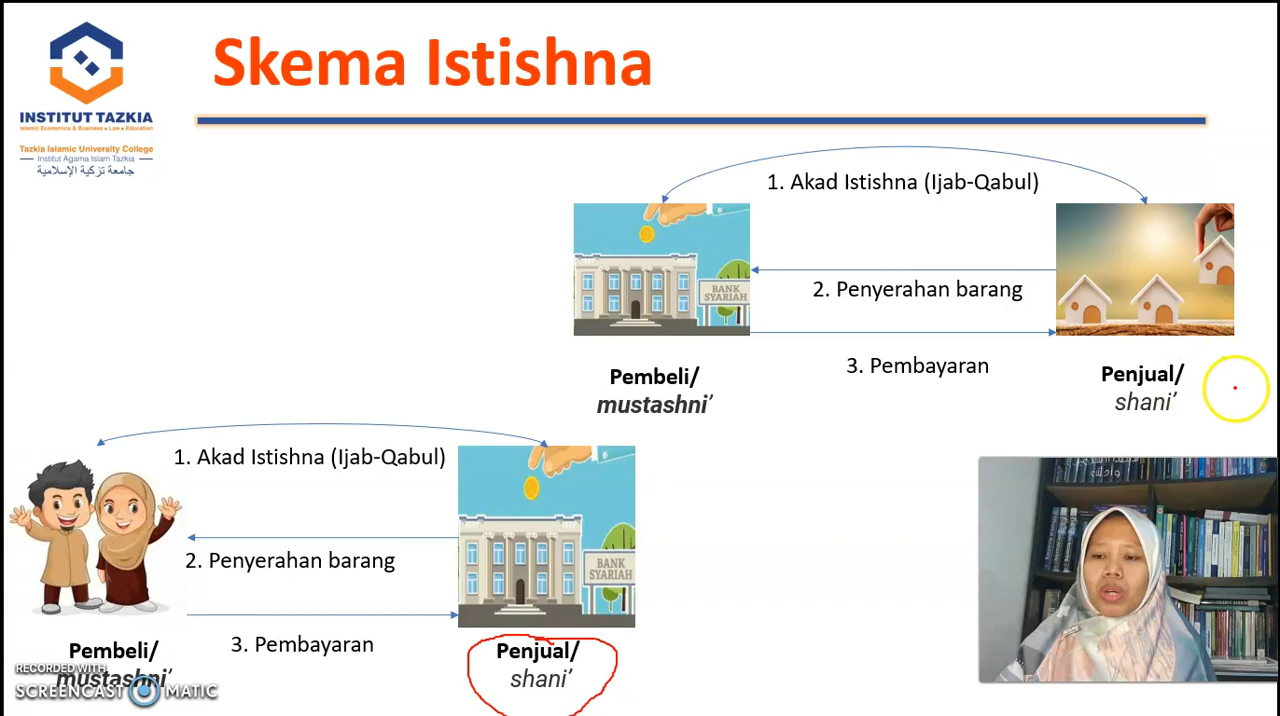 Skema Istishna
INSTITUT TAZKIA
Islamic Economics & Business • Law • Education
Tazkia Islamic University College
Institut Agama Islam Tazkia
جامعة تزكية الإسلامية
1. Akad Istishna (Ijab-Qabul)
BANK
SYARIAH
2. Penyerahan barang
3. Pembayaran
Pembeli/
mustashni’
Penjual/
shani’
1. Akad Istishna (Ijab-Qabul)
BANK
SYARIAH
2. Penyerahan barang
3. Pembayaran
Pembeli/
mustashni’
Penjual/
shani’
RECORDED WITH
SCREENCAST MATIC